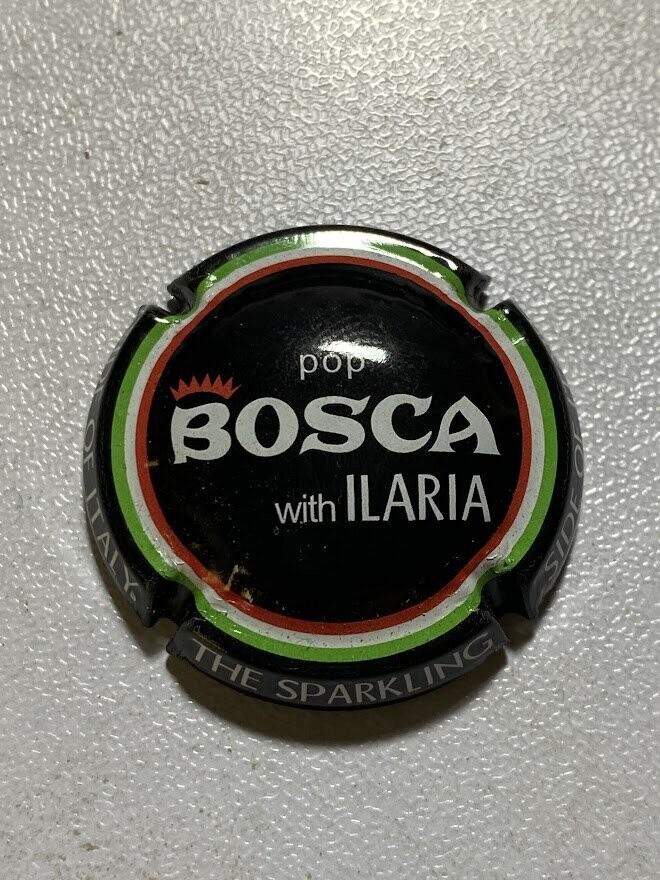 pop
BOSCA
with ILARIA
THE SPARKLING
SIDE OF
OF ITALY.